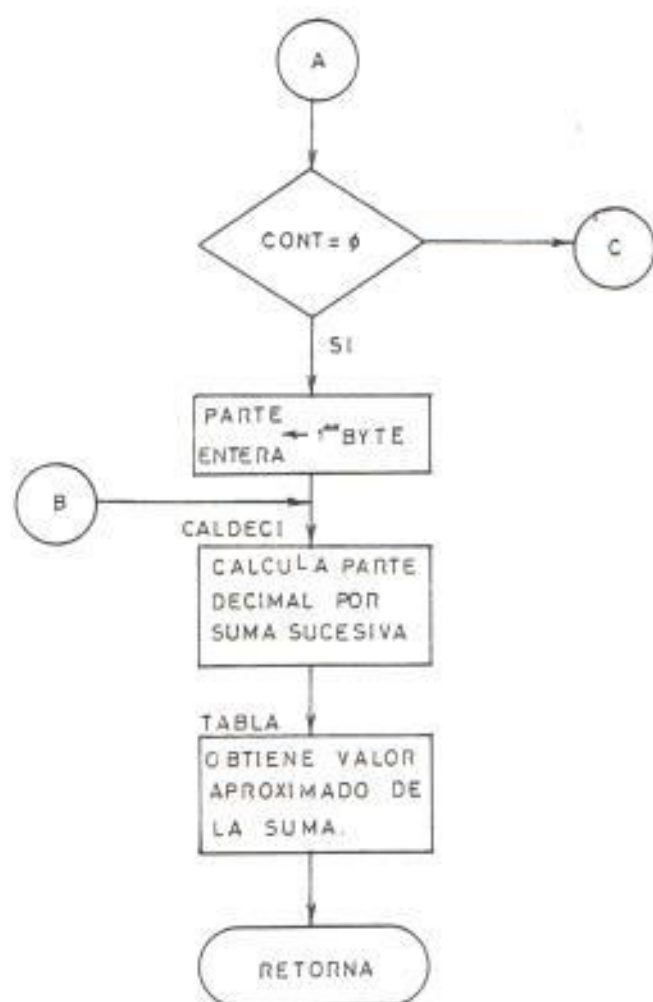 A
CONT = ϕ
C
SI
PARTE
← 1er BYTE
ENTERA
B
CALDECI
CALCULA PARTE
DECIMAL POR
SUMA SUCESIVA
TABLA
OBTIENE VALOR
APROXIMADO DE
LA SUMA.
RETORNA